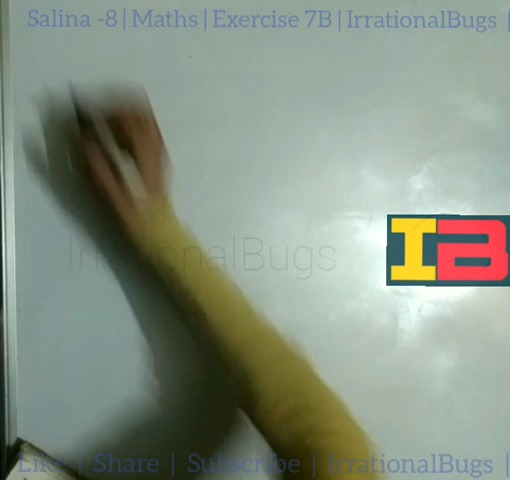 Salina -8 | Maths | Exercise 7B | IrrationalBugs |
IrrationalBugs
IB
Like | Share | Subscribe | IrrationalBugs |